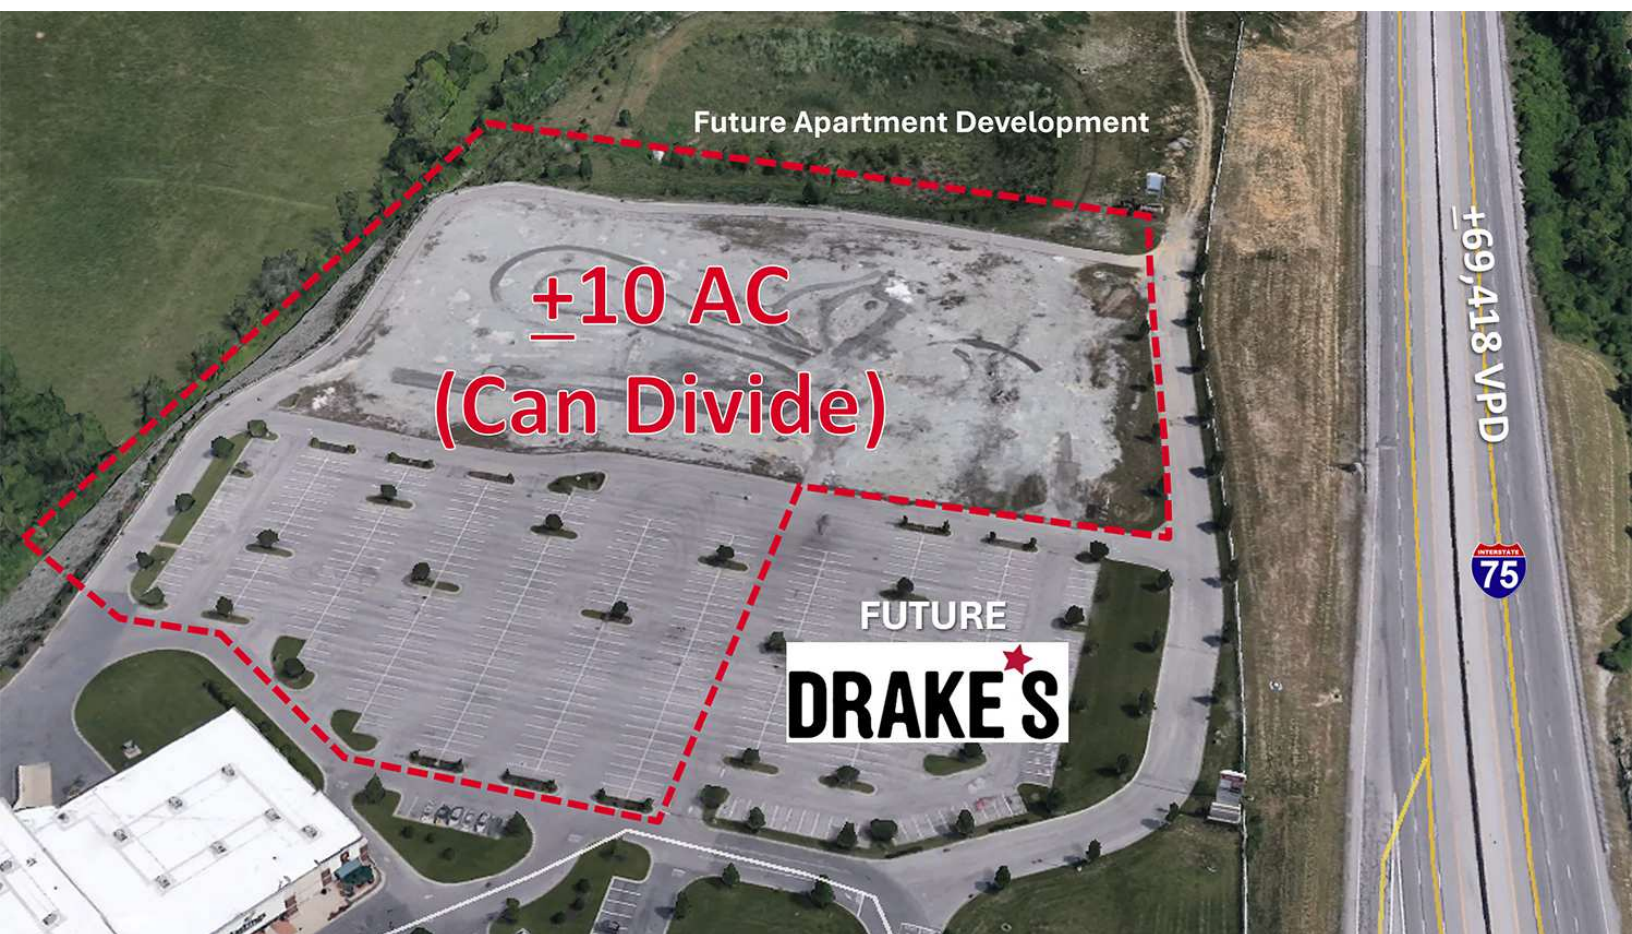 Future Apartment Development
±10 AC
(Can Divide)
±69,418 VPD
INTERSTATE
75
FUTURE
DRAKE'S